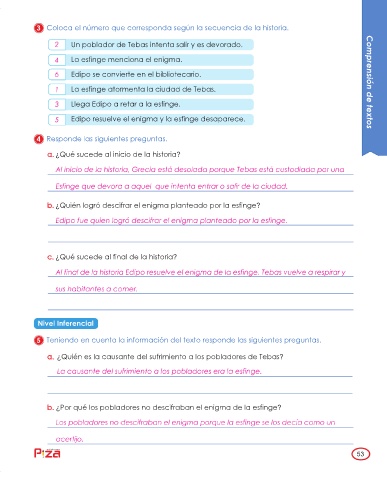 3 Coloca el número que corresponda según la secuencia de la historia.
2 Un poblador de Tebas intenta salir y es devorado.
4 La esfinge menciona el enigma.
6 Edipo se convierte en el bibliotecario.
1 La esfinge atormenta la ciudad de Tebas.
3 Llega Edipo a retar a la esfinge.
5 Edipo resuelve el enigma y la esfinge desaparece.
Comprensión de textos
4 Responde las siguientes preguntas.
a. ¿Qué sucede al inicio de la historia?
Al inicio de la historia, Grecia está desolada porque Tebas está custodiada por una
Esfinge que devora a aquel que intenta entrar o salir de la ciudad.
b. ¿Quién logró descifrar el enigma planteado por la esfinge?
Edipo fue quien logró descifrar el enigma planteado por la esfinge.
c. ¿Qué sucede al final de la historia?
Al final de la historia Edipo resuelve el enigma de la esfinge. Tebas vuelve a respirar y
sus habitantes a comer.
Nivel Inferencial
5 Teniendo en cuenta la información del texto responde las siguientes preguntas.
a. ¿Quién es la causante del sufrimiento a los pobladores de Tebas?
La causante del sufrimiento a los pobladores era la esfinge.
b. ¿Por qué los pobladores no descifraban el enigma de la esfinge?
Los pobladores no descifraban el enigma porque la esfinge se los decía como un
acertijo.
Pirza
53